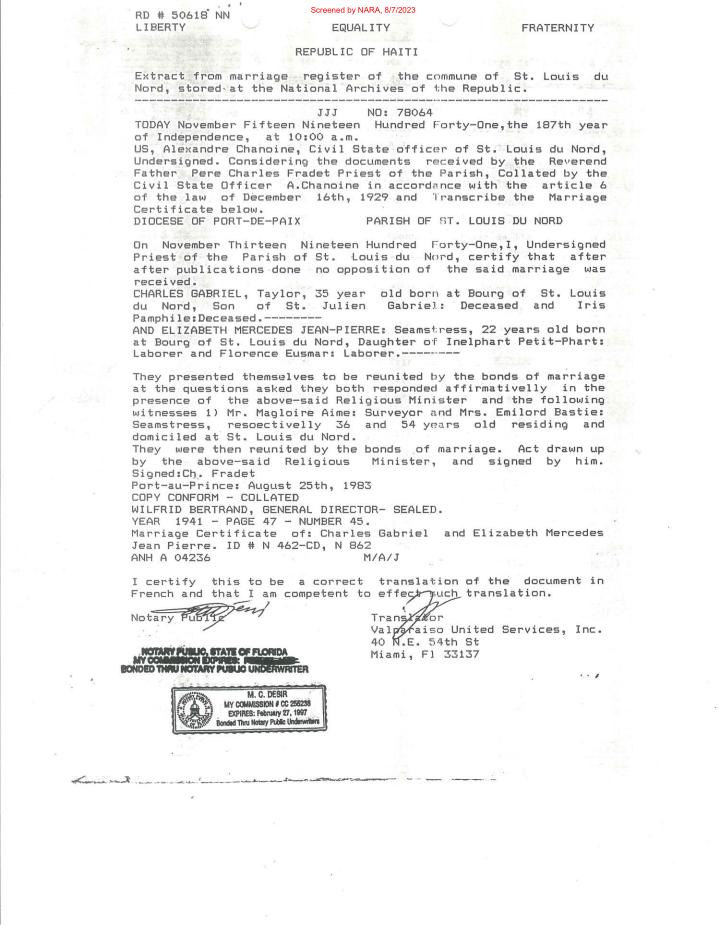 Screened by NARA, 8/7/2023
RD # 50618 NN
LIBERTY EQUALITY FRATERNITY
REPUBLIC OF HAITI
Extract from marriage register of the commune of St. Louis du
Nord, stored at the National Archives of the Republic.
JJJ NO: 78064
TODAY November Fifteen Nineteen Hundred Forty-One,the 187th year
of Independence, at 10:00 a.m.
US, Alexandre Chanoine, Civil State officer of St. Louis du Nord,
Undersigned. Considering the documents received by the Reverend
Father Pere Charles Fradet Priest of the Parish, Collated by the
Civil State Officer A.Chanoine in accordance with the article 6
of the law of December 16th, 1929 and Transcribe the Marriage
Certificate below.
DIOCESE OF PORT-DE-PAIX PARISH OF ST. LOUIS DU NORD
On November Thirteen Nineteen Hundred Forty-One,I, Undersigned
Priest of the Parish of St. Louis du Nord, certify that after
after publications done no opposition of the said marriage was
received.
CHARLES GABRIEL, Taylor, 35 year old born at Bourg of St. Louis
du Nord, Son of St. Julien Gabriel: Deceased and Iris
Pamphile:Deceased.--------
AND ELIZABETH MERCEDES JEAN-PIERRE: Seamstress, 22 years old born
at Bourg of St. Louis du Nord, Daughter of Inelphart Petit-Phart:
Laborer and Florence Eusmar: Laborer.--------
They presented themselves to be reunited by the bonds of marriage
at the questions asked they both responded affirmativelly in the
presence of the above-said Religious Minister and the following
witnesses 1) Mr. Magloire Aime: Surveyor and Mrs. Emilord Bastie:
Seamstress, resoectivelly 36 and 54 years old residing and
domiciled at St. Louis du Nord.
They were then reunited by the bonds of marriage. Act drawn up
by the above-said Religious Minister, and signed by him.
Signed:Ch. Fradet
Port-au-Prince: August 25th, 1983
COPY CONFORM - COLLATED
WILFRID BERTRAND, GENERAL DIRECTOR- SEALED.
YEAR 1941 - PAGE 47 - NUMBER 45.
Marriage Certificate of: Charles Gabriel and Elizabeth Mercedes
Jean Pierre. ID # N 462-CD, N 862
ANH A 04236 M/A/J
I certify this to be a correct translation of the document in
French and that I am competent to effect such translation.
Notary Public Translator
Valparaiso United Services, Inc.
40 N.E. 54th St
Miami, Fl 33137
NOTARY PUBLIC, STATE OF FLORIDA
MY COMMISSION EXPIRES:
BONDED THRU NOTARY PUBLIC UNDERWRITER
M. C. DESIR
MY COMMISSION # CC 256238
EXPIRES: February 27, 1997
Bonded Thru Notary Public Underwriters